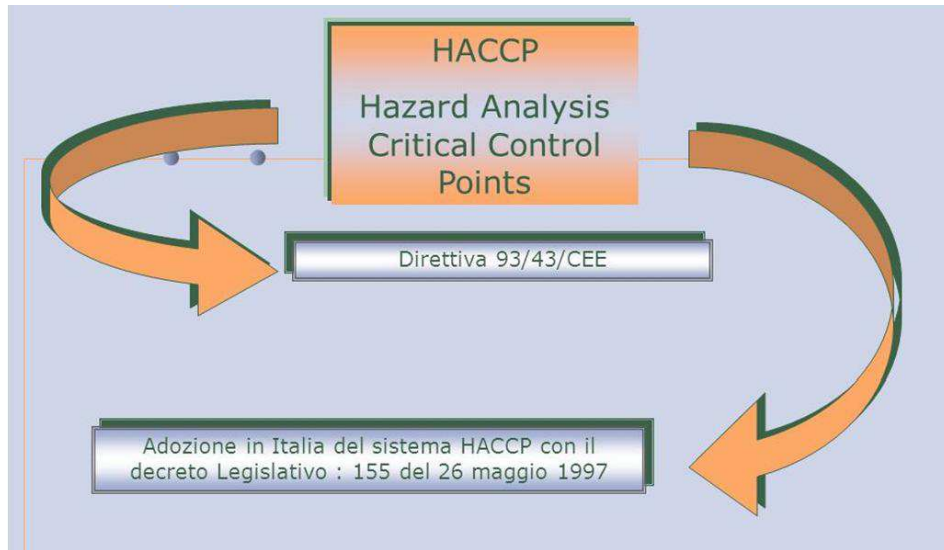 HACCP
Hazard Analysis
Critical Control
Points
Direttiva 93/43/CEE
Adozione in Italia del sistema HACCP con il
decreto Legislativo : 155 del 26 maggio 1997